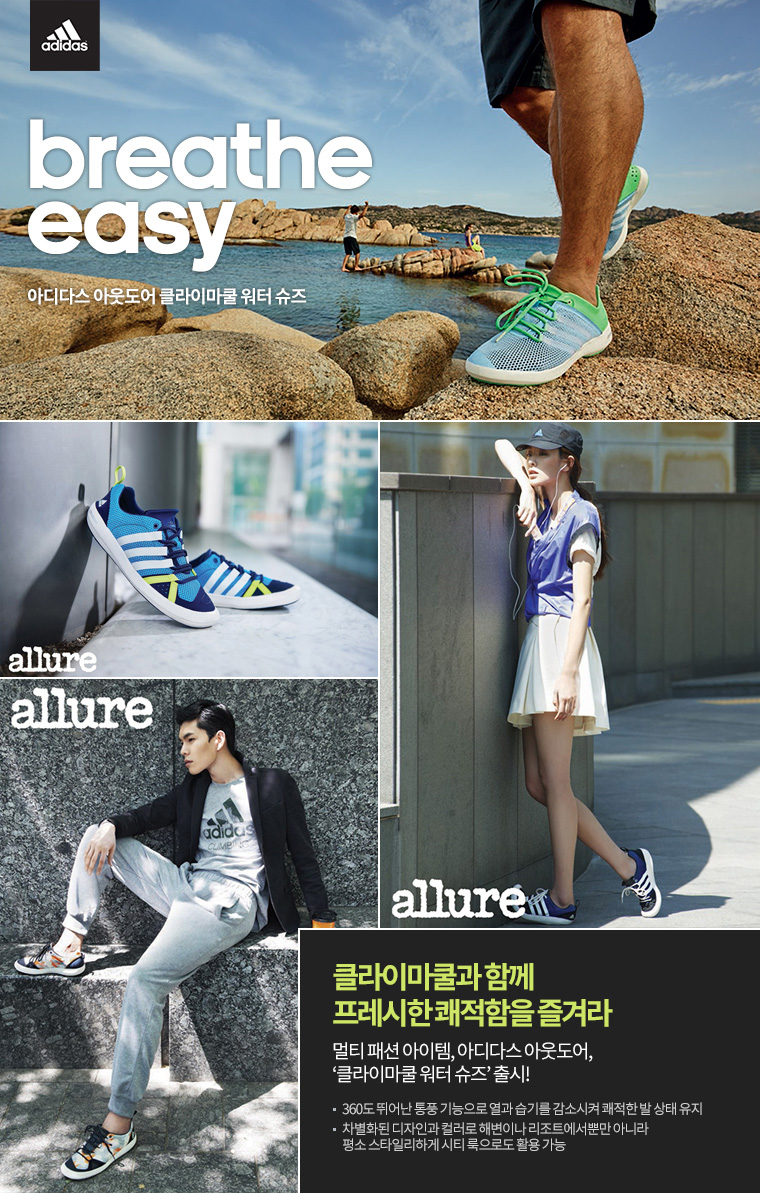 adidas
breathe
easy
아디다스 아웃도어 클라이마쿨 워터 슈즈
allure
allure
adidas
CLIMBING
allure
클라이마쿨과 함께
프레시한 쾌적함을 즐겨라
멀티 패션 아이템, 아디다스 아웃도어,
‘클라이마쿨 워터 슈즈’ 출시!
· 360도 뛰어난 통풍 기능으로 열과 습기를 감소시켜 쾌적한 발 상태 유지
· 차별화된 디자인과 컬러로 해변이나 리조트에서뿐만 아니라
평소 스타일리하게 시티 룩으로도 활용 가능